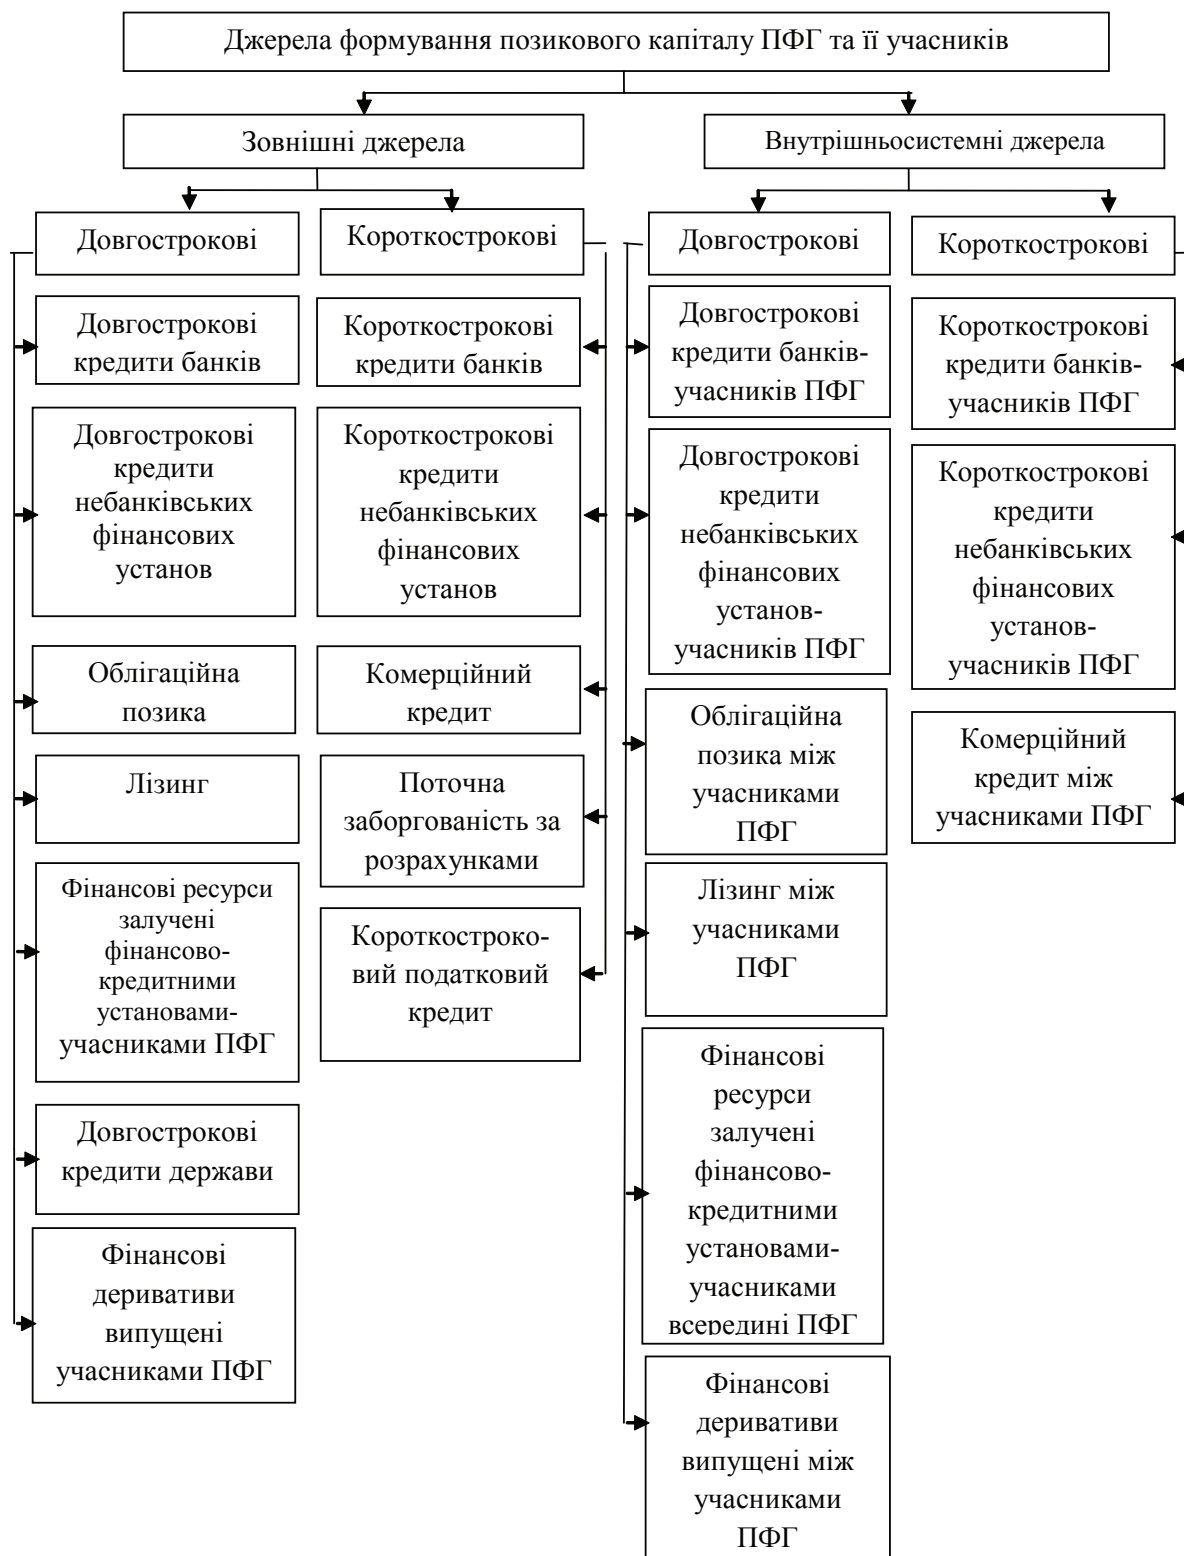 Джерела формування позикового капіталу ПФГ та її учасників
Зовнішні джерела
Внутрішньосистемні джерела
Довгострокові
Короткострокові
Довгострокові
Короткострокові
Довгострокові
кредити банків
Довгострокові
кредити
небанківських
фінансових
установ
Облігаційна
позика
Лізинг
Фінансові ресурси
залучені
фінансово-
кредитними
установами-
учасниками ПФГ
Довгострокові
кредити держави
Фінансові
деривативи
випущені
учасниками ПФГ
Короткострокові
кредити банків
Короткострокові
кредити
небанківських
фінансових
установ
Комерційний
кредит
Поточна
заборгованість за
розрахунками
Короткостроко-
вий податковий
кредит
Довгострокові
кредити банків-
учасників ПФГ
Довгострокові
кредити
небанківських
фінансових
установ-
учасників ПФГ
Облігаційна
позика між
учасниками
ПФГ
Лізинг між
учасниками
ПФГ
Фінансові
ресурси
залучені
фінансово-
кредитними
установами-
учасниками
всередині ПФГ
Фінансові
деривативи
випущені між
учасниками
ПФГ
Короткострокові
кредити банків-
учасників ПФГ
Короткострокові
кредити
небанківських
фінансових
установ-
учасників ПФГ
Комерційний
кредит між
учасниками ПФГ